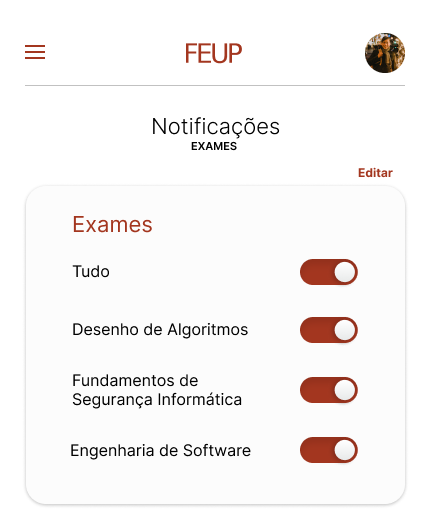 FEUP
Notificações
EXAMES
Editar
Exames
Tudo
Desenho de Algoritmos
Fundamentos de
Segurança Informática
Engenharia de Software